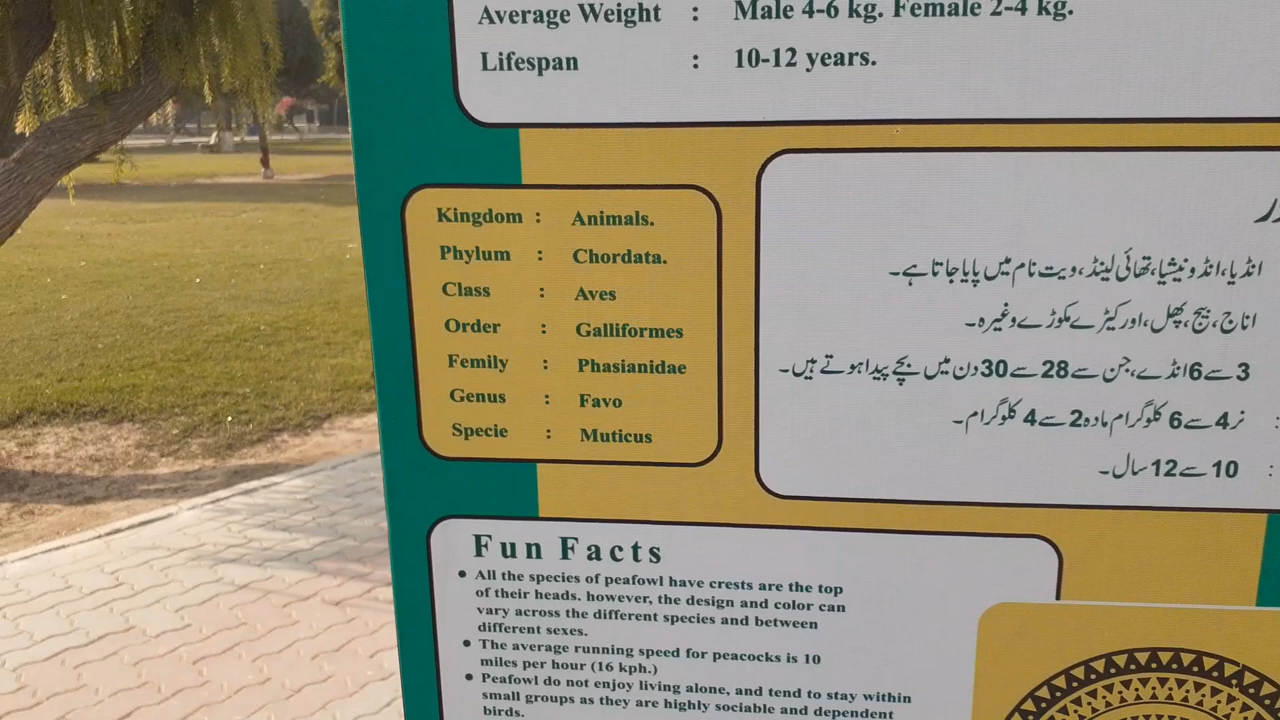 Average Weight : Male 4-6 kg. Female 2-4 kg.
Lifespan : 10-12 years.
Kingdom : Animals.
Phylum : Chordata.
Class : Aves
Order : Galliformes
Femily : Phasianidae
Genus : Favo
Specie : Muticus
انڈیا،انڈونیشیا،تھائی لینڈ،ویت نام میں پایا جاتا ہے۔
اناج، بیج، پھل، اور کیڑے مکوڑے وغیرہ۔
3 سے 6 انڈے، جن سے 28 سے 30 دن میں بچے پیدا ہوتے ہیں۔
: نر 4 سے 6 کلوگرام مادہ 2 سے 4 کلوگرام۔
: 10 سے 12 سال۔
Fun Facts
• All the species of peafowl have crests are the top
of their heads. however, the design and color can
vary across the different species and between
different sexes.
• The average running speed for peacocks is 10
miles per hour (16 kph.)
• Peafowl do not enjoy living alone, and tend to stay within
small groups as they are highly sociable and dependent
birds.